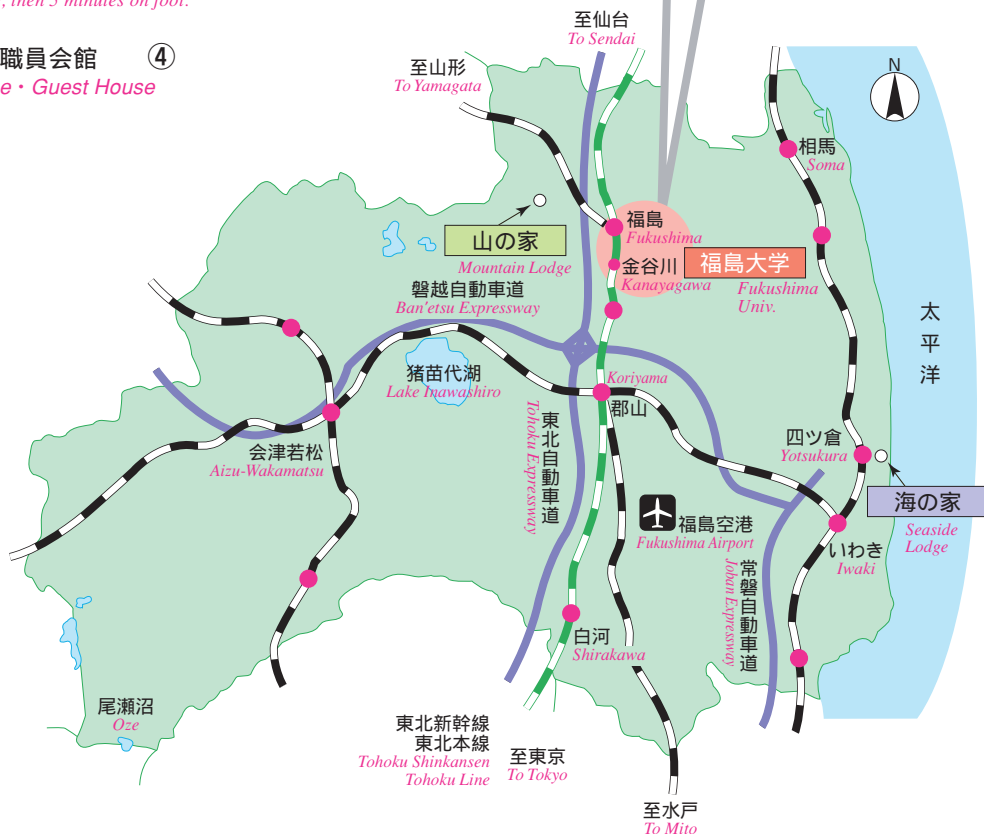 , then 5 minutes on foot.
職員会館 ④
e・Guest House
至仙台
To Sendai
至山形
To Yamagata
N
相馬
Soma
山の家
Mountain Lodge
福島
Fukushima
金谷川
Kanayagawa
福島大学
Fukushima
Univ.
磐越自動車道
Ban'etsu Expressway
太平洋
猪苗代湖
Lake Inawashiro
Koriyama
郡山
東北自動車道
Tohoku Expressway
会津若松
Aizu-Wakamatsu
四ツ倉
Yotsukura
海の家
Seaside
Lodge
福島空港
Fukushima Airport
いわき
Iwaki
常磐自動車道
Joban Expressway
白河
Shirakawa
尾瀬沼
Oze
東北新幹線
東北本線
Tohoku Shinkansen
Tohoku Line
至東京
To Tokyo
至水戸
To Mito